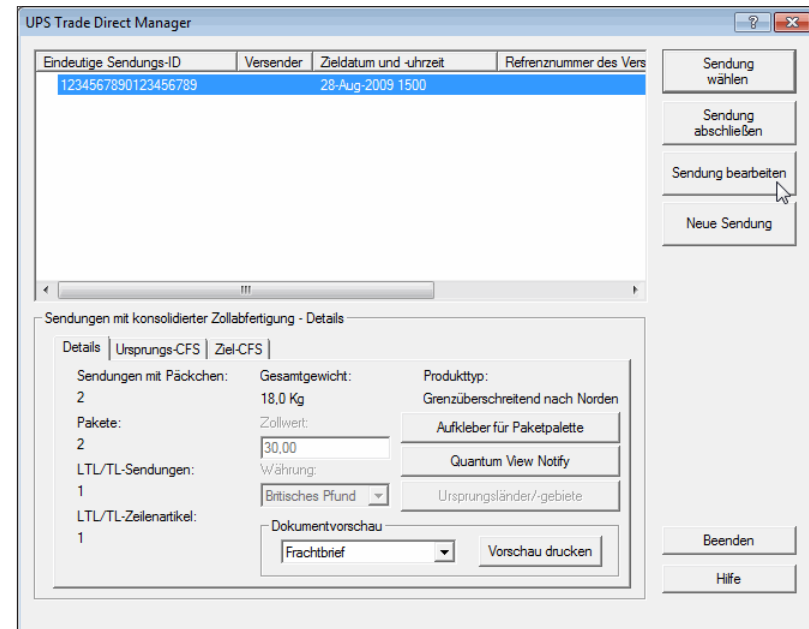 UPS Trade Direct Manager
Eindeutige Sendungs-ID Versender Zieldatum und -uhrzeit Refrenznummer des Vers
1234567890123456789 28-Aug-2009 1500
Sendung
wählen
Sendung
abschließen
Sendung bearbeiten
Neue Sendung
Sendungen mit konsolidierter Zollabfertigung - Details
Details Ursprungs-CFS Ziel-CFS
Sendungen mit Päckchen:
2
Pakete:
2
LTL/TL-Sendungen:
1
LTL/TL-Zeilenartikel:
1
Gesamtgewicht:
18,0 Kg
Zollwert:
30,00
Währung:
Britisches Pfund
Produkttyp:
Grenzüberschreitend nach Norden
Aufkleber für Paketpalette
Quantum View Notify
Ursprungsländer/-gebiete
Dokumentvorschau
Frachtbrief
Vorschau drucken
Beenden
Hilfe